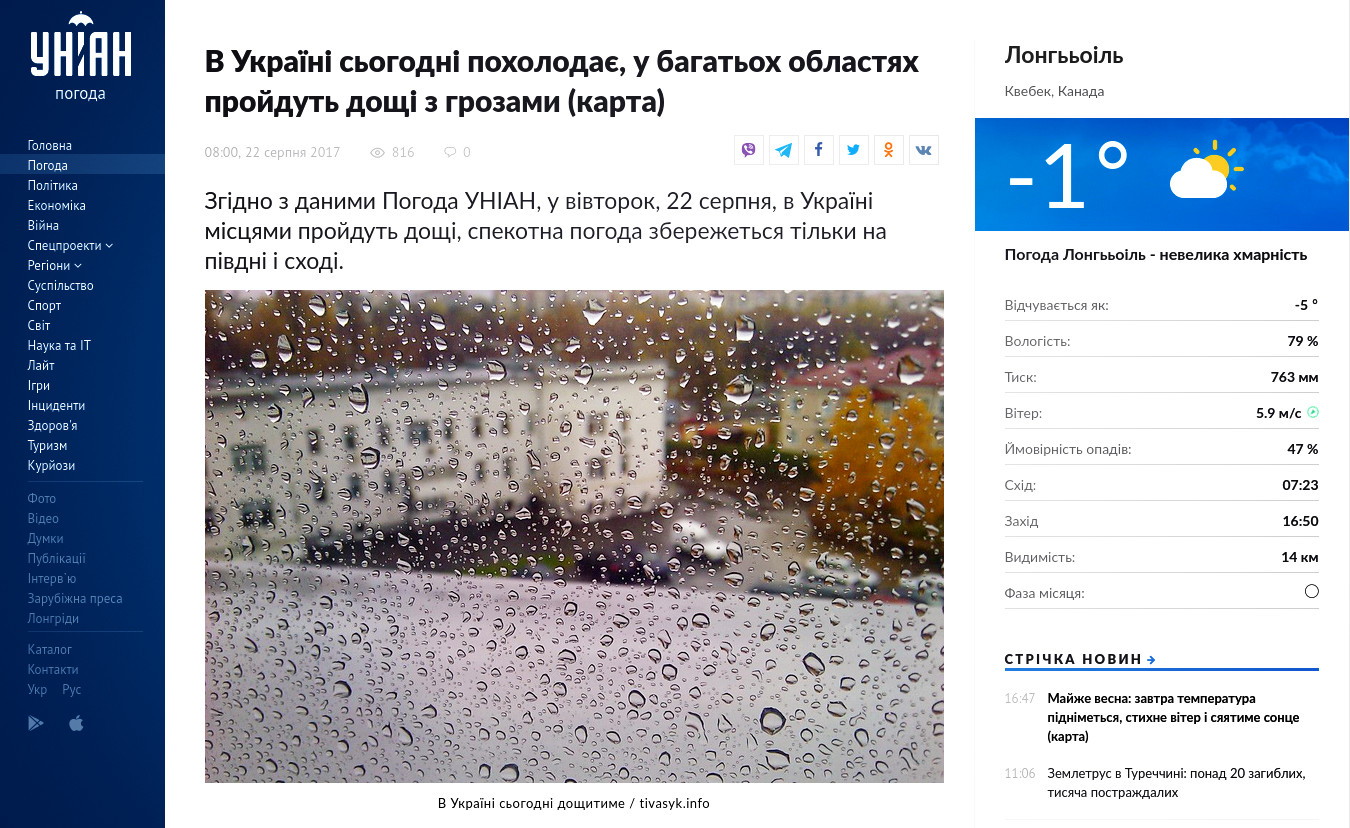 УНІАН
погода
Головна
Погода
Політика
Економіка
Війна
Спецпроекти
Регіони
Суспільство
Спорт
Світ
Наука та IT
Лайт
Ігри
Інциденти
Здоров'я
Туризм
Курйози
Фото
Відео
Думки
Публікації
Інтерв`ю
Зарубіжна преса
Лонгріди
Каталог
Контакти
Укр Рус
В Україні сьогодні похолодає, у багатьох областях
пройдуть дощі з грозами (карта)
08:00, 22 серпня 2017 816 0
Згідно з даними Погода УНІАН, у вівторок, 22 серпня, в Україні
місцями пройдуть дощі, спекотна погода збережеться тільки на
півдні і сході.
В Україні сьогодні дощитиме / tivasyk.info
Лонгььоіль
Квебек, Канада
-1°
Погода Лонгььоіль - невелика хмарність
Відчувається як: -5 °
Вологість: 79 %
Тиск: 763 мм
Вітер: 5.9 м/с
Ймовірність опадів: 47 %
Схід: 07:23
Захід 16:50
Видимість: 14 км
Фаза місяця:
СТРІЧКА НОВИН
16:47 Майже весна: завтра температура
підніметься, стихне вітер і сяятиме сонце
(карта)
11:06 Землетрус в Туреччині: понад 20 загиблих,
тисяча постраждалих